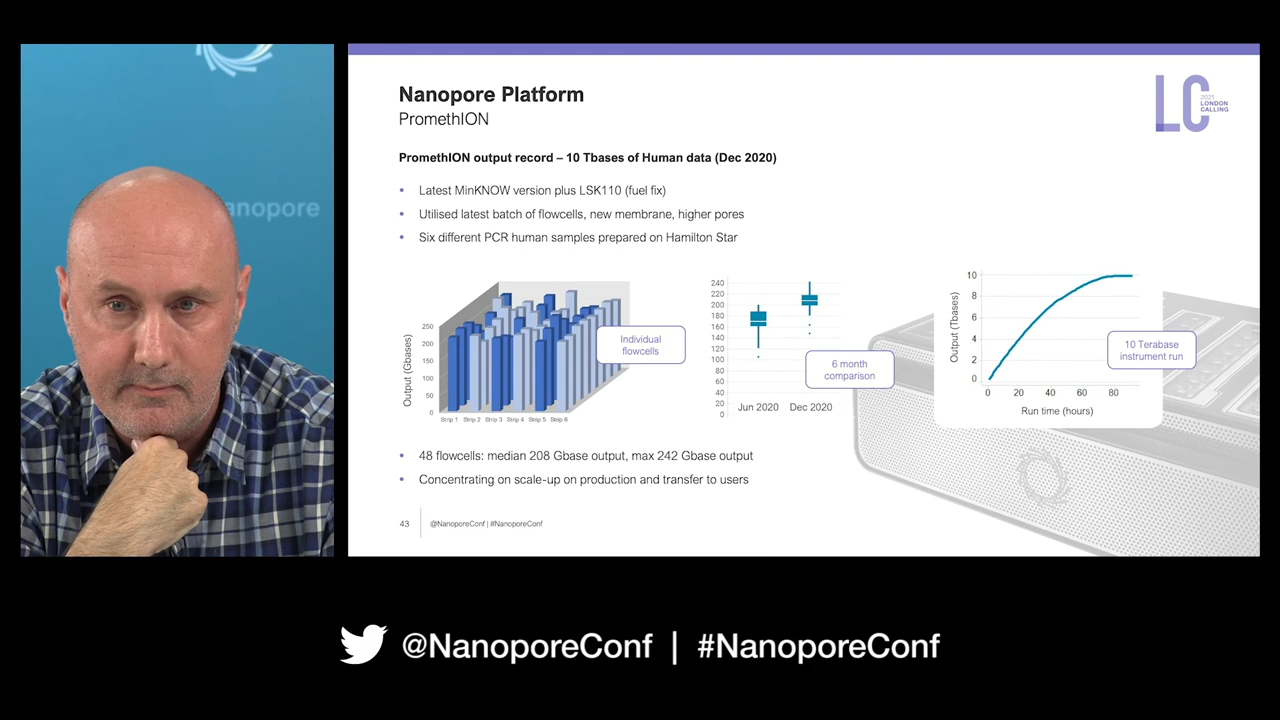 anopore
Nanopore Platform
PromethION
LC
2021
LONDON
CALLING
PromethION output record – 10 Tbases of Human data (Dec 2020)
• Latest MinKNOW version plus LSK110 (fuel fix)
• Utilised latest batch of flowcells, new membrane, higher pores
• Six different PCR human samples prepared on Hamilton Star
Output (Gbases)
250
200
150
100
50
0
Strip 1 Strip 2 Strip 3 Strip 4 Strip 5 Strip 6
Individual
flowcells
240
220
200
180
160
140
120
100
80
60
40
20
0
Jun 2020 Dec 2020
6 month
comparison
Output (Tbases)
10
8
6
4
2
0
0 20 40 60 80
Run time (hours)
10 Terabase
instrument run
• 48 flowcells: median 208 Gbase output, max 242 Gbase output
• Concentrating on scale-up on production and transfer to users
43 @NanoporeConf | #NanoporeConf
@NanoporeConf | #NanoporeConf